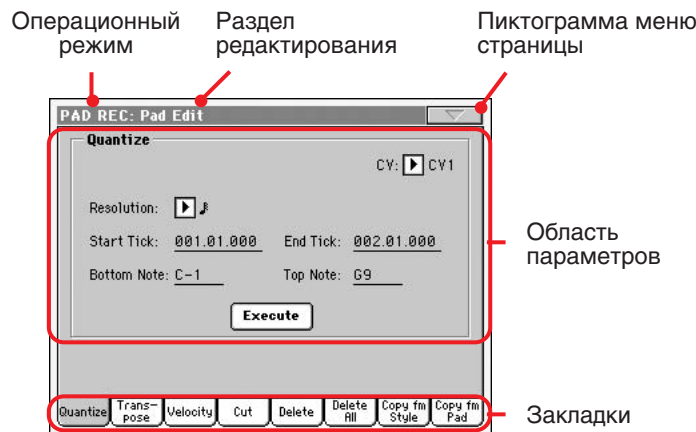 Операционный режим
Раздел редактирования
Пиктограмма меню страницы
PAD REC: Pad Edit
Quantize
CV: CV1
Resolution:
Start Tick: 001.01.000 End Tick: 002.01.000
Bottom Note: C-1 Top Note: G9
Execute
Область параметров
Quantize Trans-pose Velocity Cut Delete Delete All Copy fm Style Copy fm Pad
Закладки